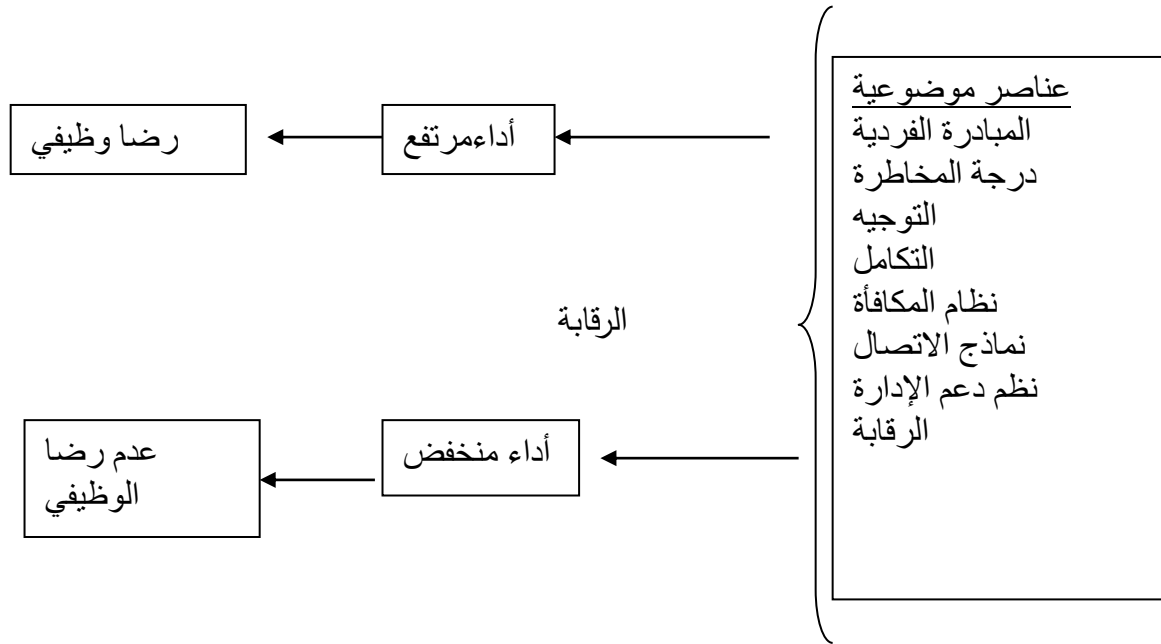 عناصر موضوعية
المبادرة الفردية
درجة المخاطرة
التوجيه
التكامل
نظام المكافأة
نماذج الاتصال
نظم دعم الإدارة
الرقابة
أداءمرتفع
رضا وظيفي
الرقابة
أداء منخفض
عدم رضا
الوظيفي